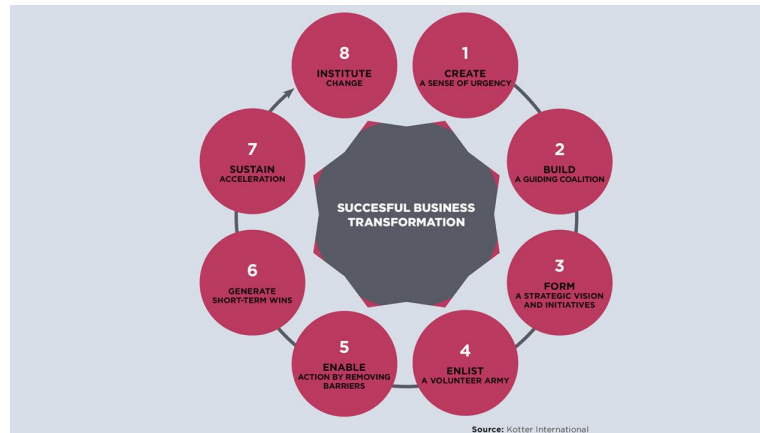 1
CREATE
A SENSE OF URGENCY
2
BUILD
A GUIDING COALITION
3
FORM
A STRATEGIC VISION
AND INITIATIVES
4
ENLIST
A VOLUNTEER ARMY
5
ENABLE
ACTION BY REMOVING
BARRIERS
6
GENERATE
SHORT-TERM WINS
7
SUSTAIN
ACCELERATION
8
INSTITUTE
CHANGE
SUCCESFUL BUSINESS
TRANSFORMATION
Source: Kotter International